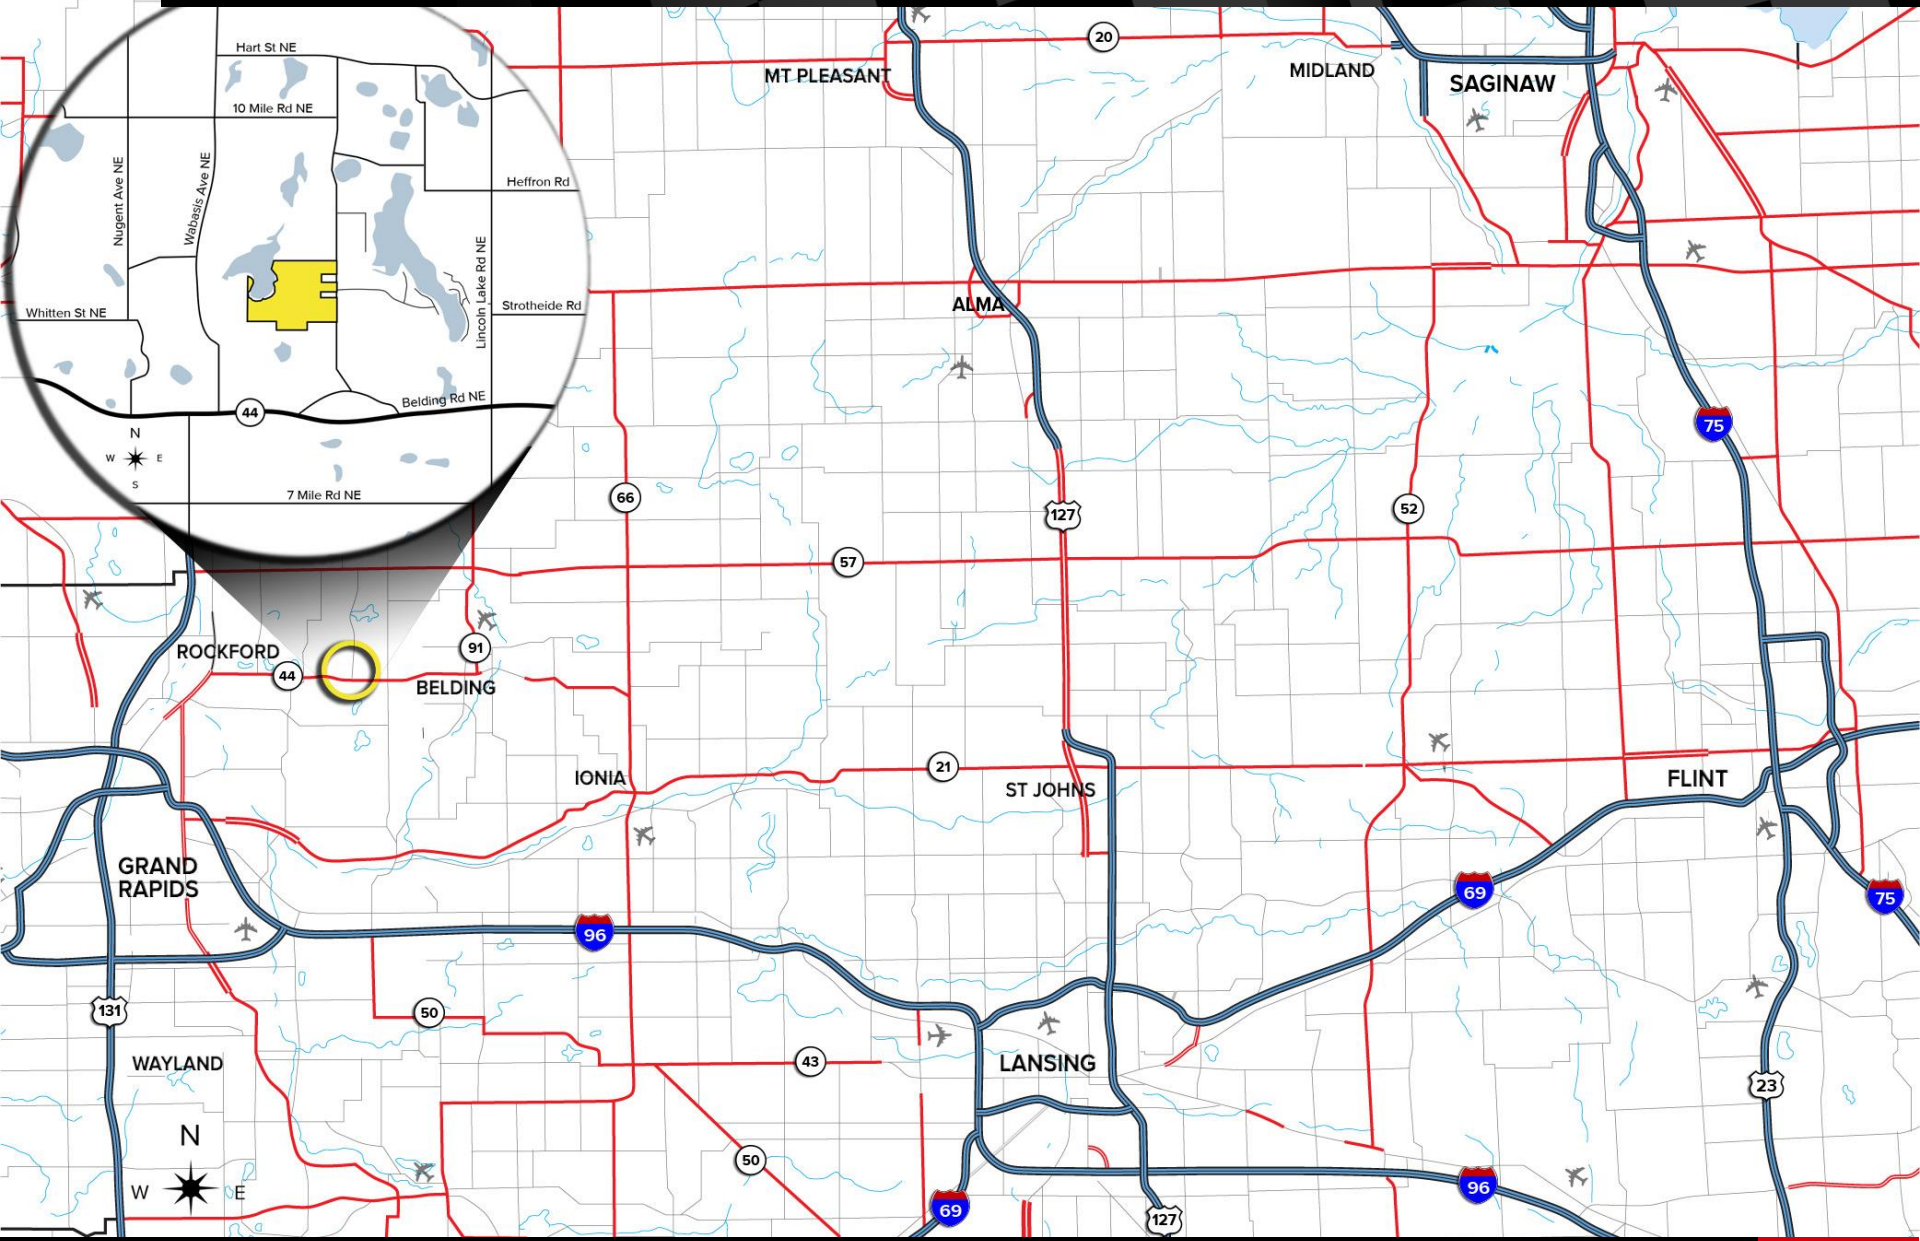 Hart St NE
10 Mile Rd NE
Nugent Ave NE
Wabasis Ave NE
Heffron Rd
Lincoln Lake Rd NE
Strotheide Rd
Whitten St NE
Belding Rd NE
44
N
W E
S
7 Mile Rd NE
20
MT PLEASANT
MIDLAND
SAGINAW
ALMA
75
66
127
52
57
ROCKFORD
44
91
BELDING
IONIA
21
ST JOHNS
FLINT
GRAND
RAPIDS
69
75
96
131
50
WAYLAND
43
LANSING
23
N
W E
50
69
96
127